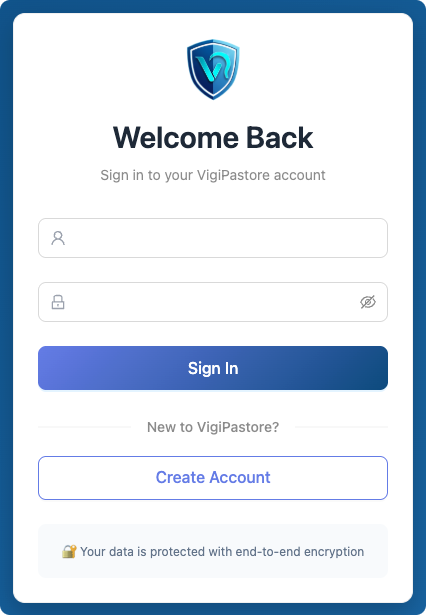 Welcome Back
Sign in to your VigiPastore account
Sign In
New to VigiPastore?
Create Account
🔐 Your data is protected with end-to-end encryption